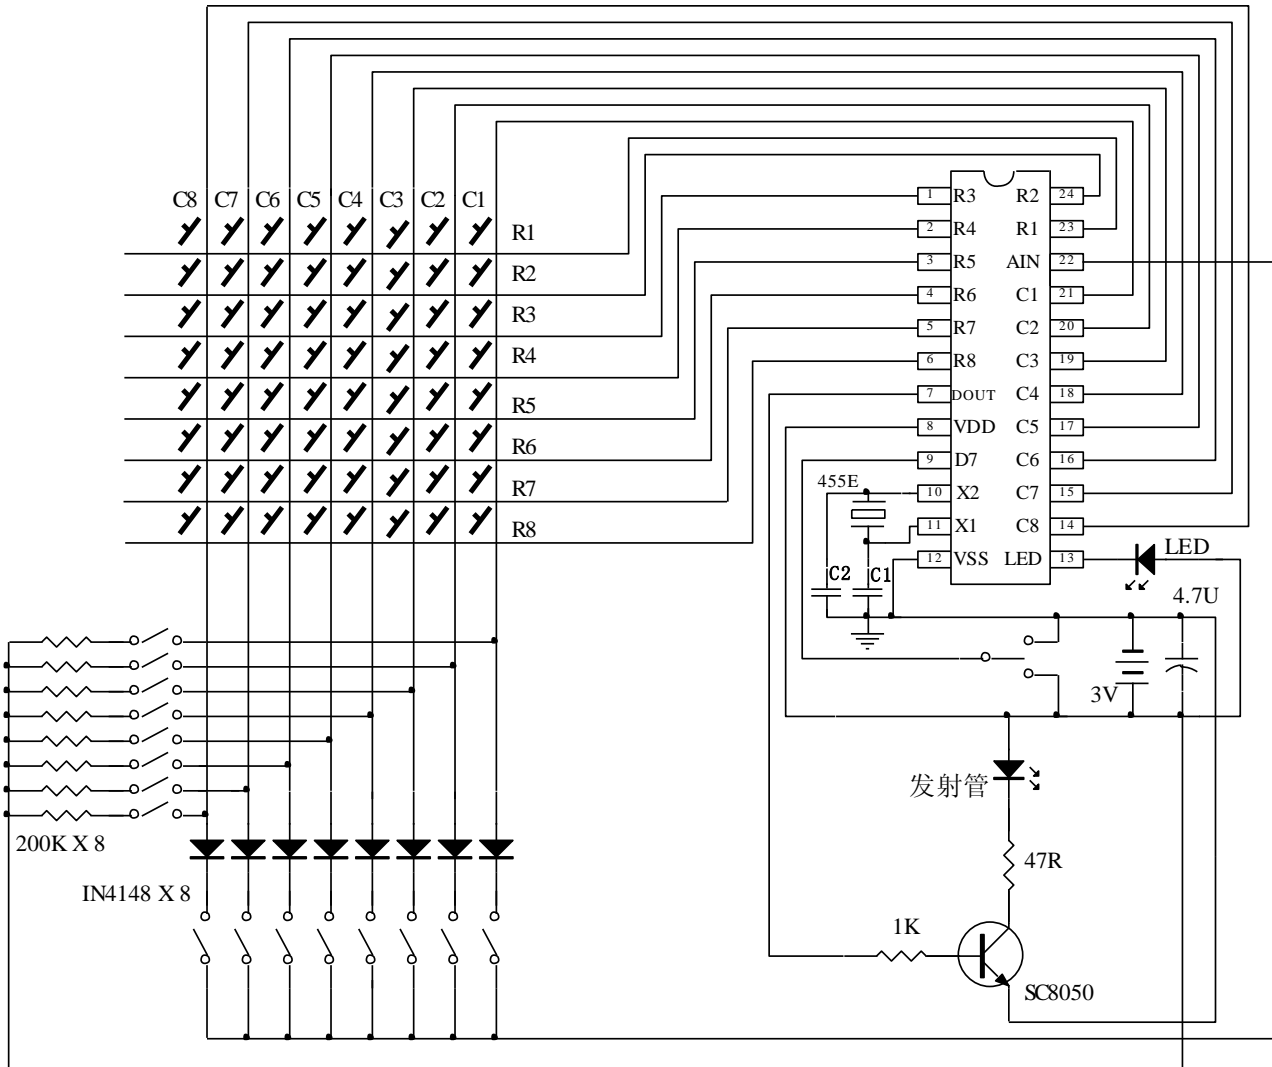 C8 C7 C6 C5 C4 C3 C2 C1
R1
R2
R3
R4
R5
R6
R7
R8
1 R3 R2 24
2 R4 R1 23
3 R5 AIN 22
4 R6 C1 21
5 R7 C2 20
6 R8 C3 19
7 DOUT C4 18
8 VDD C5 17
9 D7 C6 16
10 X2 C7 15
11 X1 C8 14
12 VSS LED 13
455E
C2 C1
LED
4.7U
3V
发射管
47R
1K
SC8050
200K X 8
IN4148 X 8